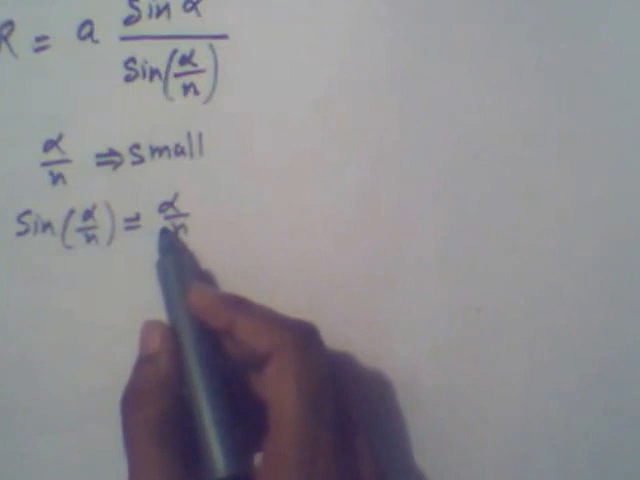 R = a sin α / sin(α/n)
α/n ⇒ small
sin(α/n) = α/n